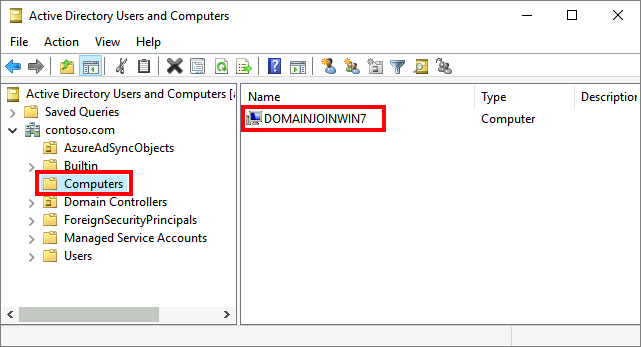 Active Directory Users and Computers
File Action View Help
Active Directory Users and Computers [
Saved Queries
contoso.com
AzureAdSyncObjects
Builtin
Computers
Domain Controllers
ForeignSecurityPrincipals
Managed Service Accounts
Users
Name Type Description
DOMAINJOINWIN7 Computer